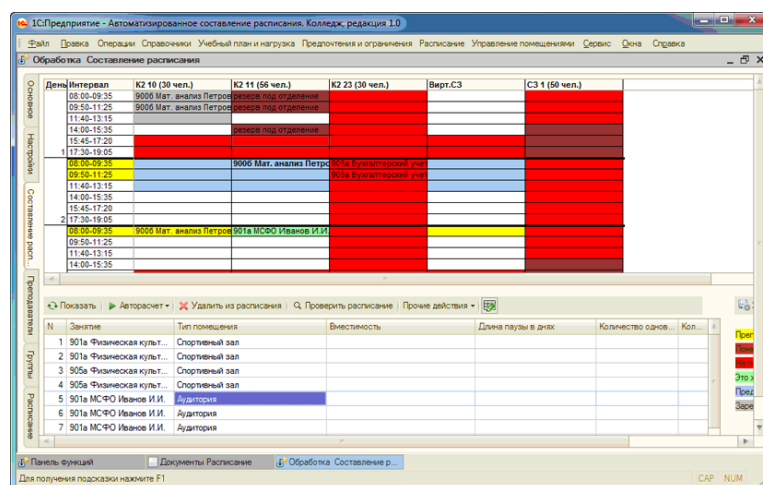 1С:Предприятие - Автоматизированное составление расписания. Колледж, редакция 1.0
Файл Правка Операции Справочники Учебный план и нагрузка Предпочтения и ограничения Расписание Управление помещениями Сервис Окна Справка
Обработка Составление расписания
Основное
Настройки
Составление расп...
Преподаватели
Группы
Расписание
День Интервал К2 10 (30 чел.) К2 11 (56 чел.) К2 23 (30 чел.) Вирт.СЗ СЗ 1 (50 чел.)
08:00-09:35 900б Мат. анализ Петров резерв под отделение
09:50-11:25 900б Мат. анализ Петров резерв под отделение
11:40-13:15
14:00-15:35 резерв под отделение
15:45-17:20
1 17:30-19:05
08:00-09:35 900б Мат. анализ Петро 905а Бухгалтерский учет
09:50-11:25 905а Бухгалтерский учет
11:40-13:15
14:00-15:35
15:45-17:20
2 17:30-19:05
08:00-09:35 900б Мат. анализ Петров 901а МСФО Иванов И.И.
09:50-11:25
11:40-13:15
14:00-15:35
Показать Авторасчет Удалить из расписания Проверить расписание Прочие действия
N Занятие Тип помещения Вместимость Длина паузы в днях Количество однов... Кол...
1 901а Физическая культ... Спортивный зал
2 901а Физическая культ... Спортивный зал
3 905а Физическая культ... Спортивный зал
4 905а Физическая культ... Спортивный зал
5 901а МСФО Иванов И.И. Аудитория
6 901а МСФО Иванов И.И. Аудитория
7 901а МСФО Иванов И.И. Аудитория
Преп
Поме
Это ж
Пред
Заре
Панель функций Документы Расписание Обработка Составление р...
Для получения подсказки нажмите F1 CAP NUM